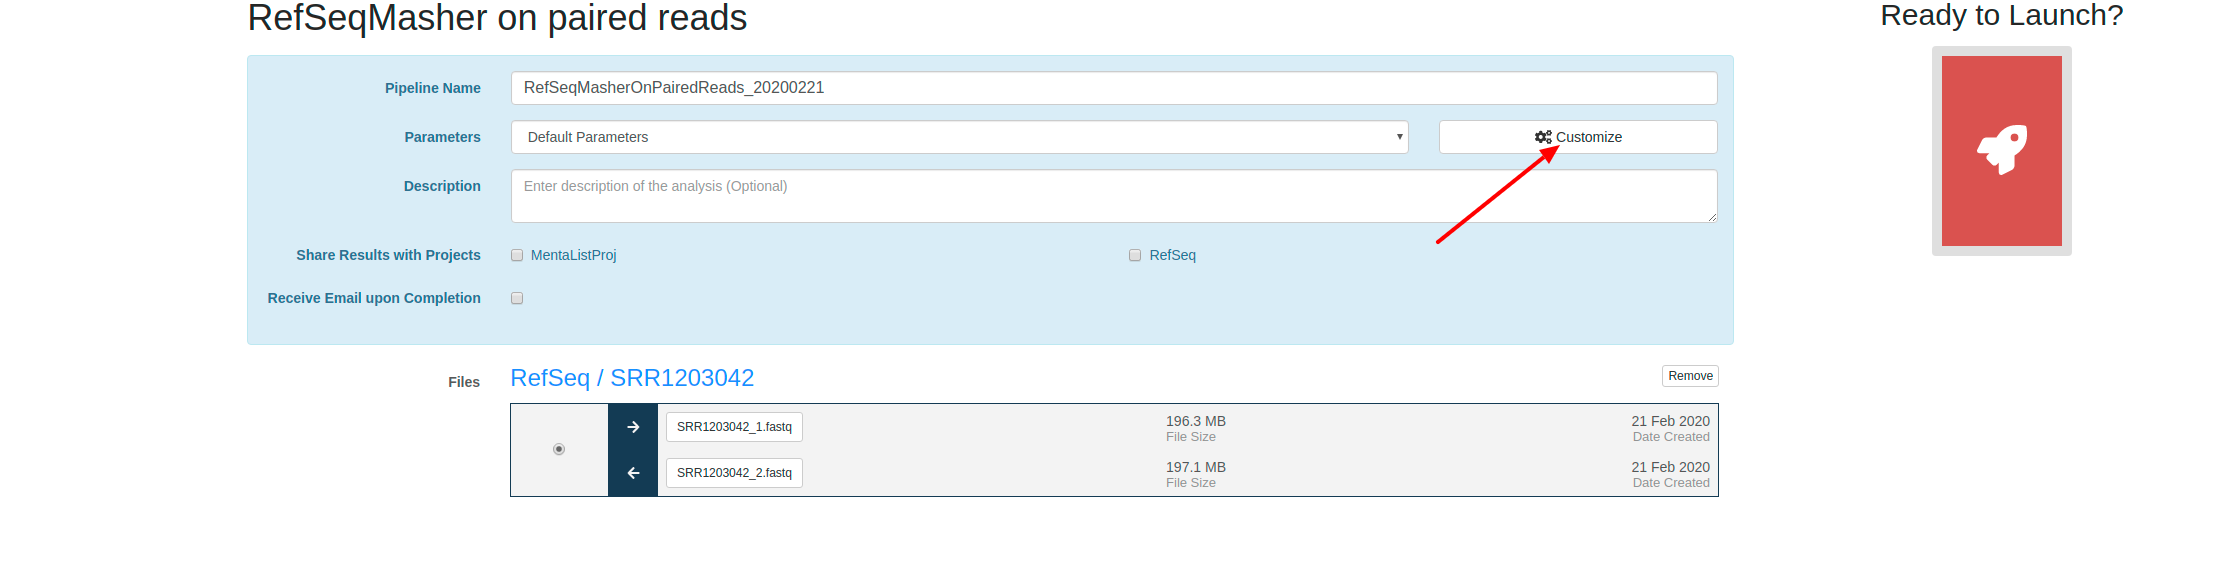 RefSeqMasher on paired reads
Ready to Launch?
Pipeline Name
RefSeqMasherOnPairedReads_20200221
Parameters
Default Parameters
Customize
Description
Enter description of the analysis (Optional)
Share Results with Projects
MentaListProj
RefSeq
Receive Email upon Completion
Files
RefSeq / SRR1203042
Remove
SRR1203042_1.fastq
196.3 MB
File Size
21 Feb 2020
Date Created
SRR1203042_2.fastq
197.1 MB
File Size
21 Feb 2020
Date Created